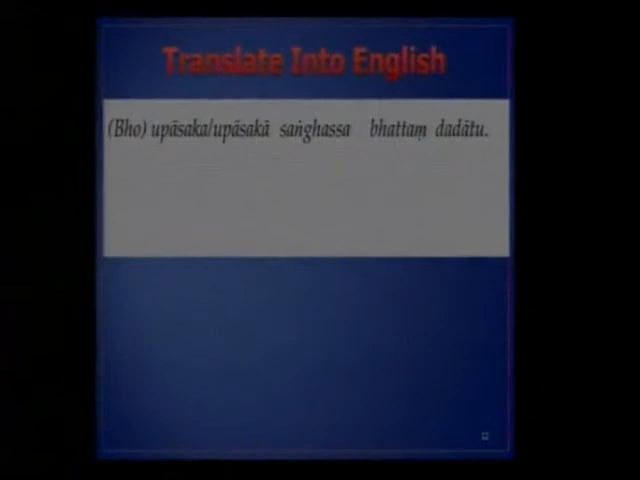 Translate Into English
(Bho) upāsaka/upāsakā saṅghassa bhattaṃ dadātu.